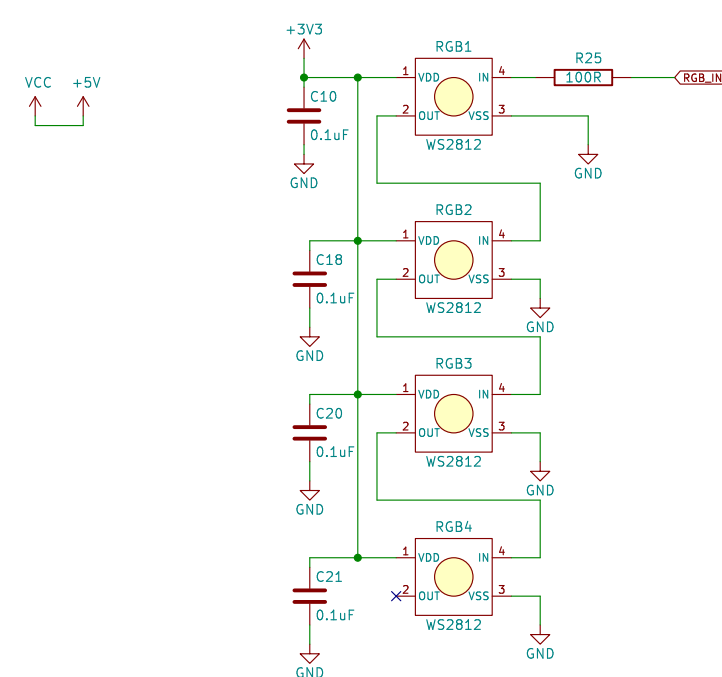 +3V3
RGB1
VCC +5V
C10
0.1uF
GND
1 VDD IN 4
2 OUT VSS 3
WS2812
R25
100R
RGB_IN
GND
RGB2
C18
0.1uF
GND
1 VDD IN 4
2 OUT VSS 3
WS2812
GND
RGB3
C20
0.1uF
GND
1 VDD IN 4
2 OUT VSS 3
WS2812
GND
RGB4
C21
0.1uF
GND
1 VDD IN 4
2 OUT VSS 3
WS2812
GND